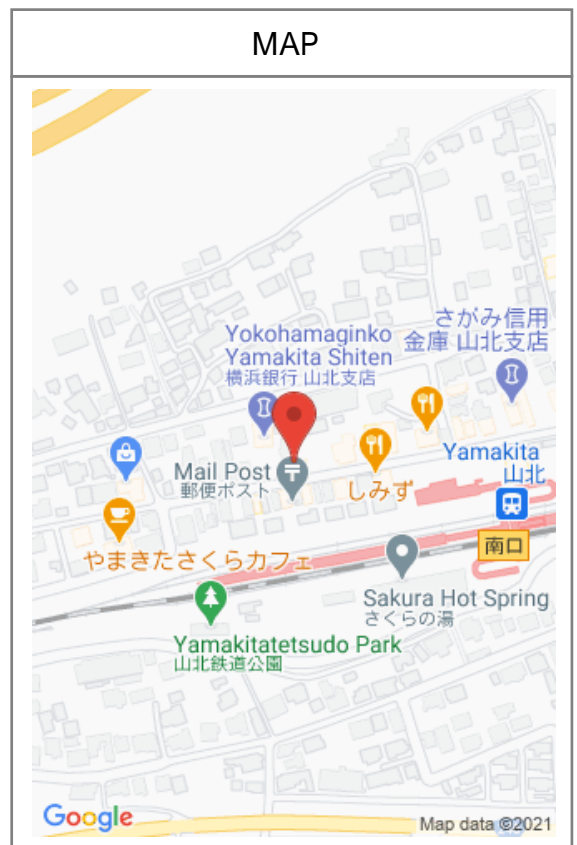 MAP
さがみ信用
金庫 山北支店
Yokohamaginko
Yamakita Shiten
横浜銀行 山北支店
Yamakita
山北
Mail Post
郵便ポスト
しみず
南口
やまきたさくらカフェ
Sakura Hot Spring
さくらの湯
Yamakitatetsudo Park
山北鉄道公園
Google
Map data ©2021